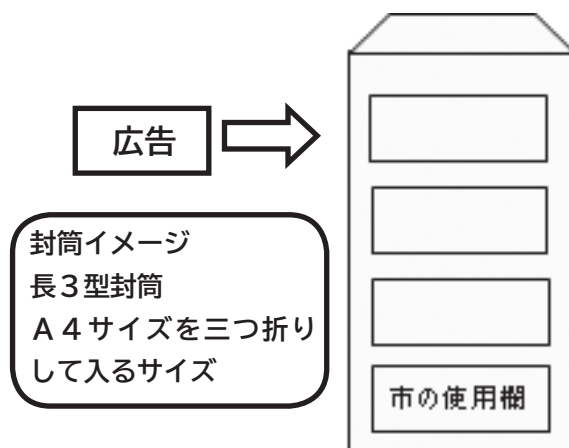 広告
封筒イメージ
長３型封筒
Ａ４サイズを三つ折り
して入るサイズ
市の使用欄